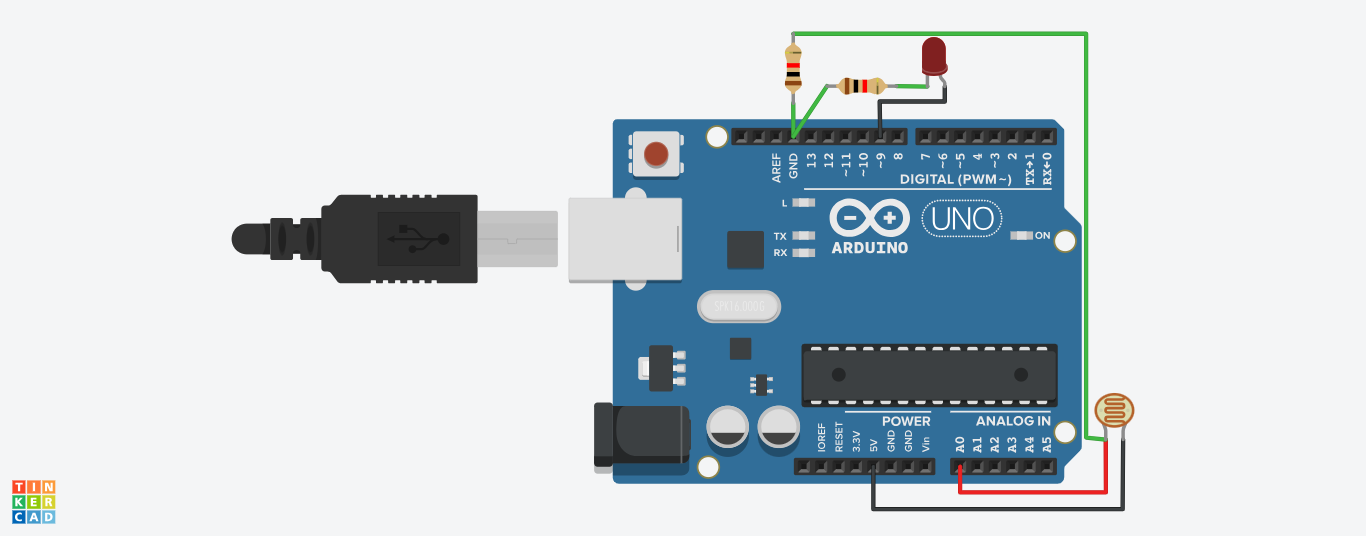 AREF
GND
13
12
~11
~10
~9
8
7
~6
~5
4
~3
2
TX→1
RX←0
DIGITAL (PWM~)
L
TX
RX
UNO
ARDUINO
ON
SPK16.000G
POWER
ANALOG IN
IOREF
RESET
3.3V
5V
GND
GND
Vin
A0
A1
A2
A3
A4
A5
TIN
KER
CAD